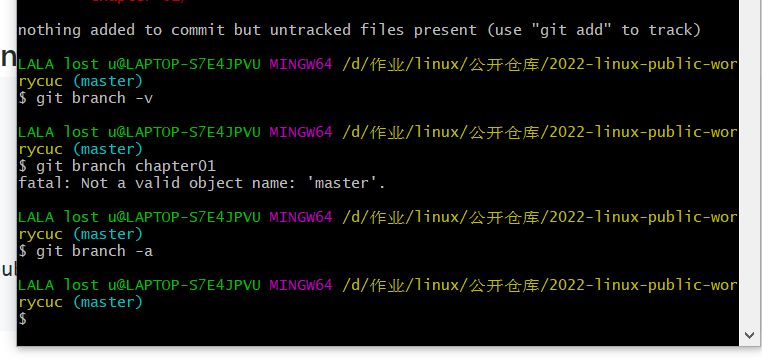 nothing added to commit but untracked files present (use "git add" to track)
LALA lost u@LAPTOP-S7E4JPVU MINGW64 /d/作业/linux/公开仓库/2022-linux-public-wor
rycuc (master)
$ git branch -v
LALA lost u@LAPTOP-S7E4JPVU MINGW64 /d/作业/linux/公开仓库/2022-linux-public-wor
rycuc (master)
$ git branch chapter01
fatal: Not a valid object name: 'master'.
LALA lost u@LAPTOP-S7E4JPVU MINGW64 /d/作业/linux/公开仓库/2022-linux-public-wor
rycuc (master)
$ git branch -a
LALA lost u@LAPTOP-S7E4JPVU MINGW64 /d/作业/linux/公开仓库/2022-linux-public-wor
rycuc (master)
$